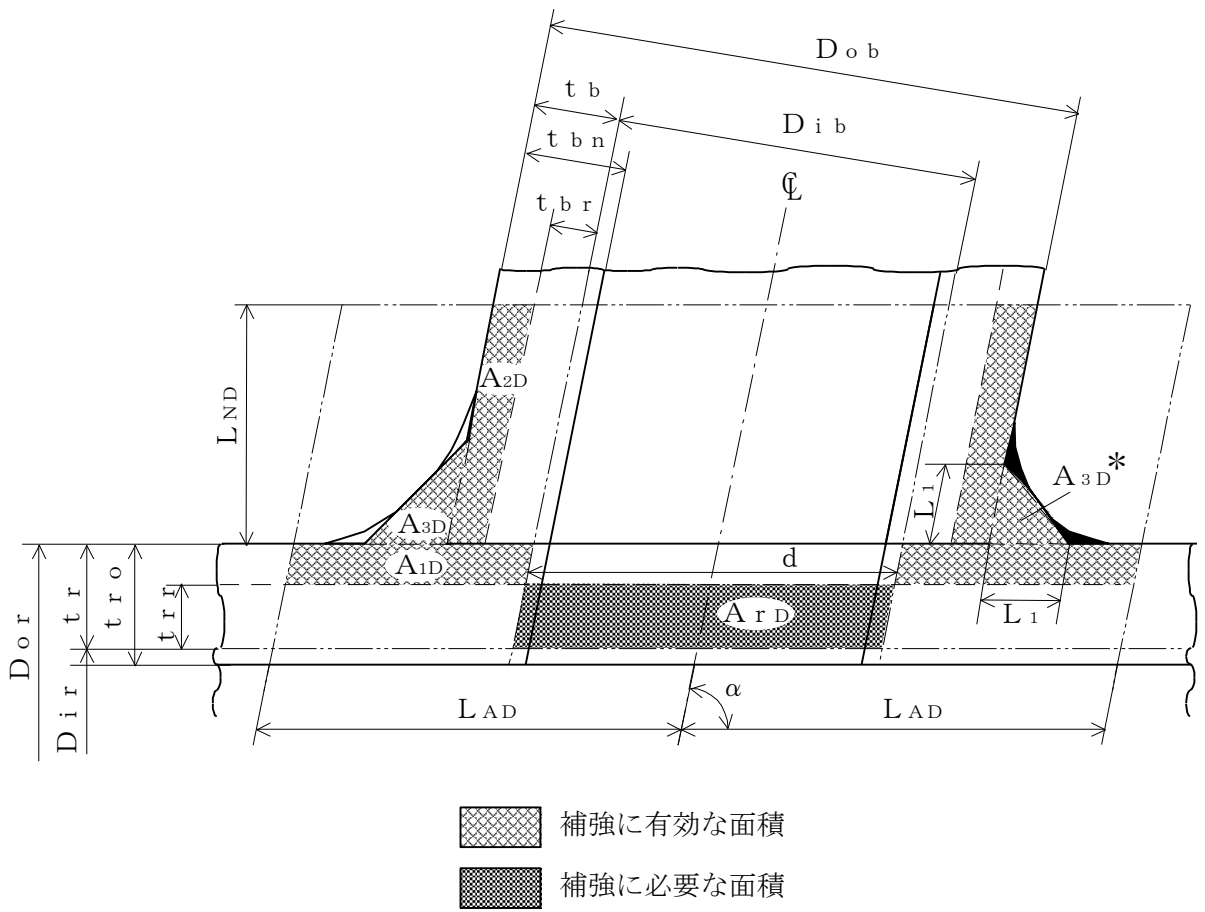 Dob
tb
Dib
tbn
℄
tbr
A2D
LND
L1
A3D*
A3D
A1D
d
Dor
tr
tro
trr
ArD
L1
Dir
LAD
α
LAD
補強に有効な面積
補強に必要な面積